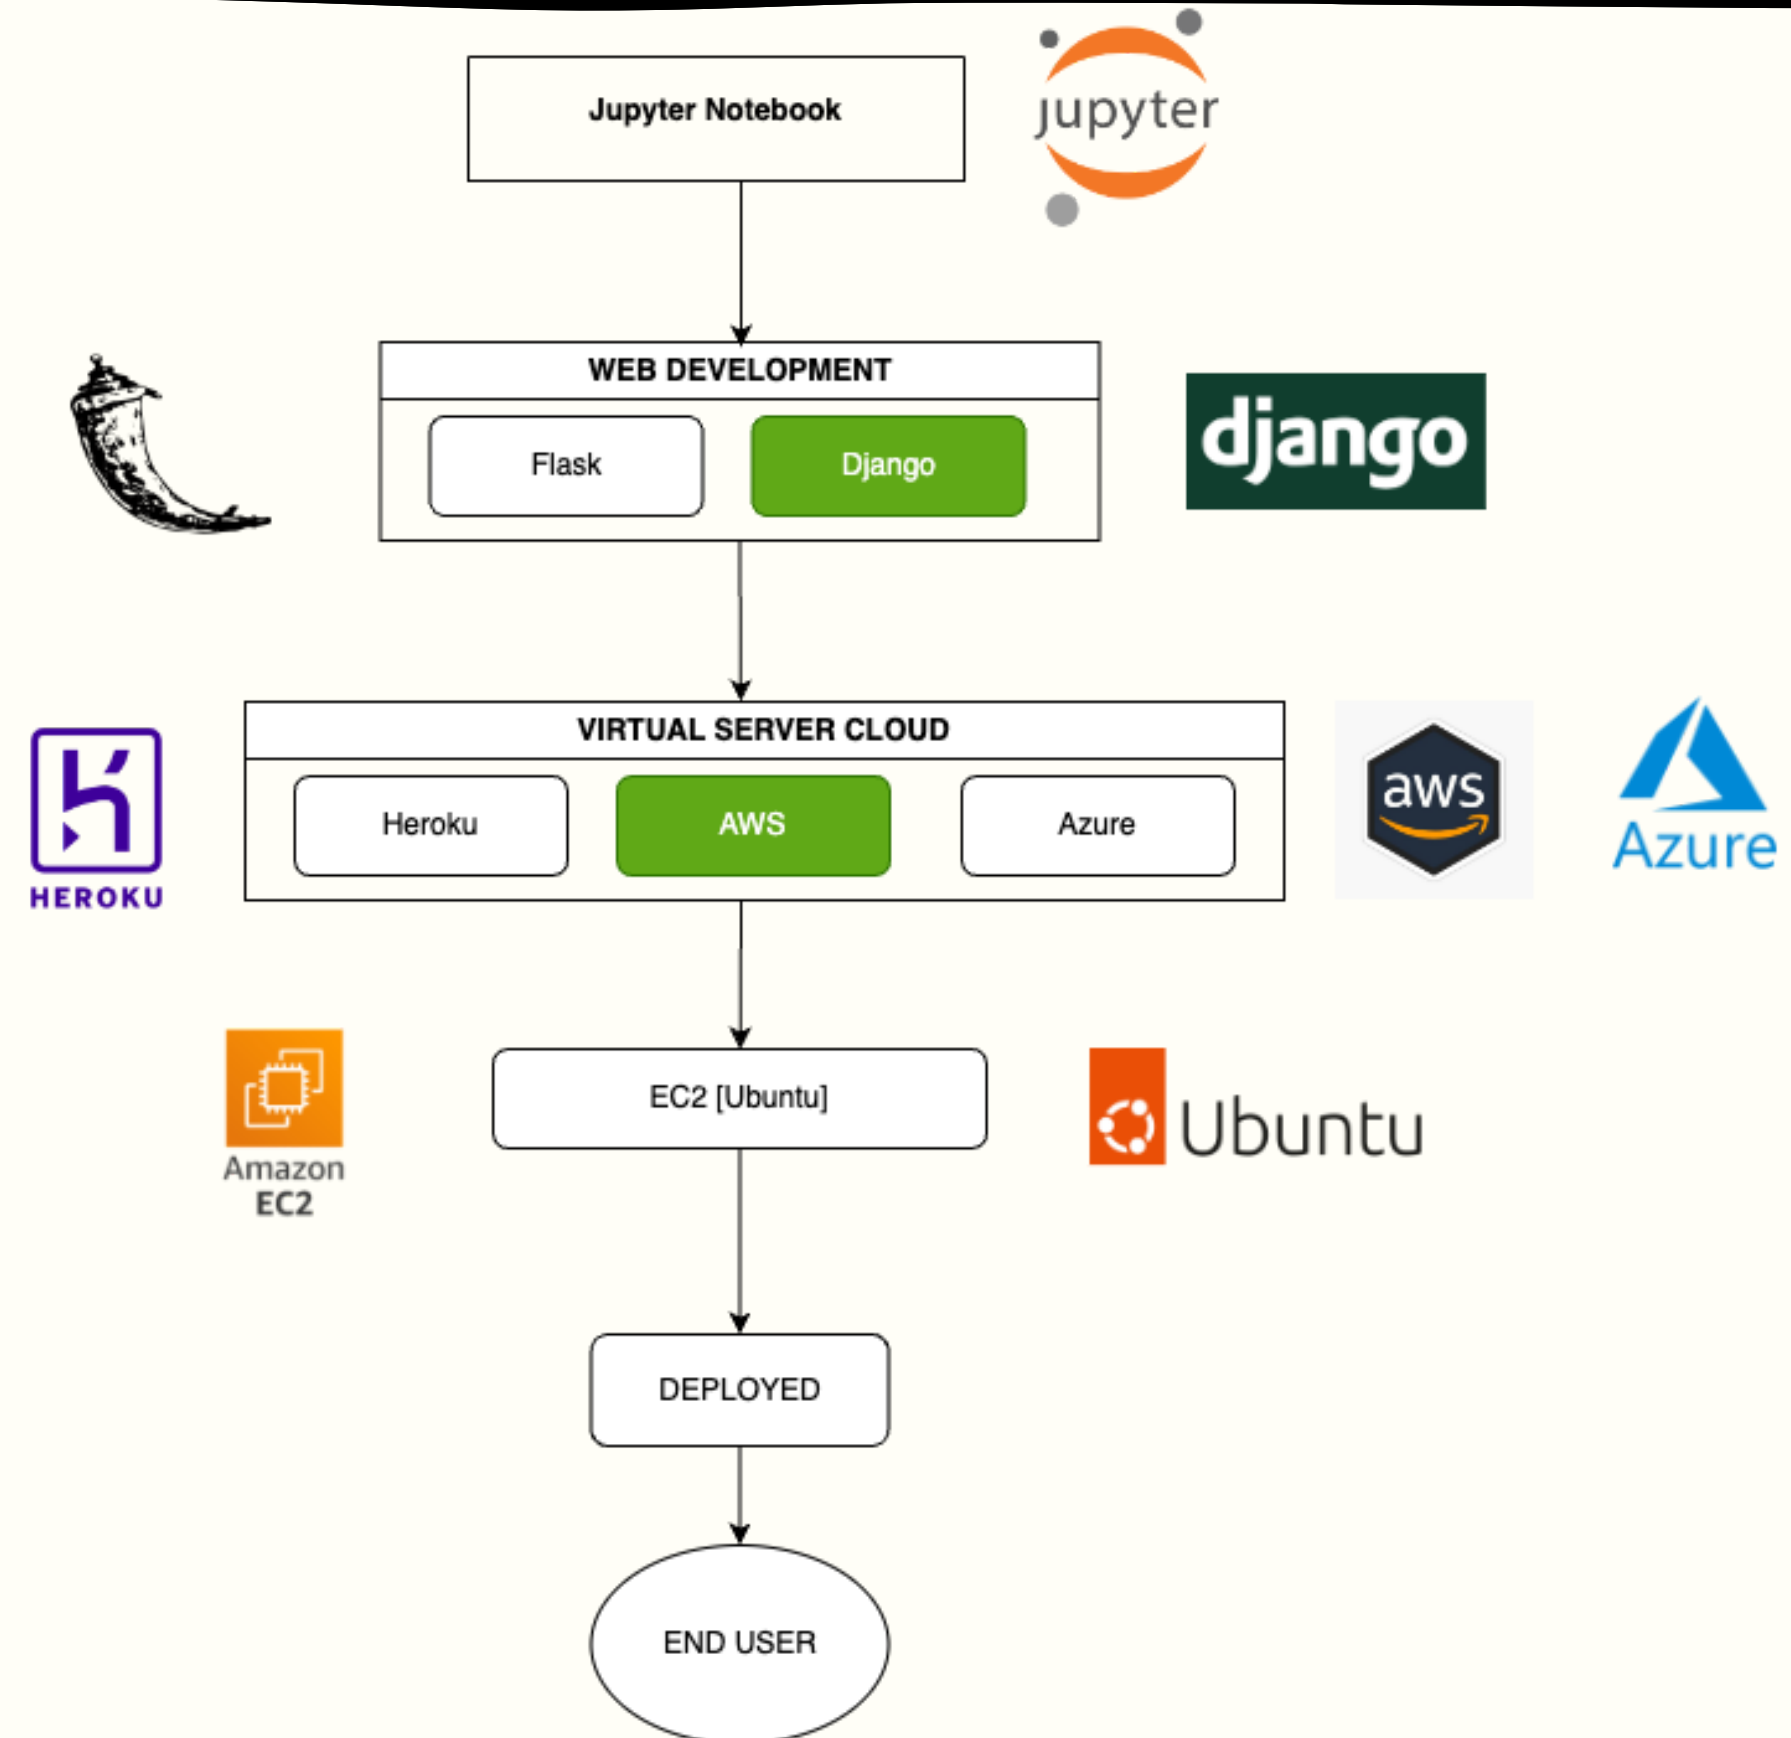 Jupyter Notebook
jupyter
WEB DEVELOPMENT
Flask
Django
django
VIRTUAL SERVER CLOUD
Heroku
AWS
Azure
HEROKU
aws
Azure
EC2 [Ubuntu]
Amazon
EC2
Ubuntu
DEPLOYED
END USER